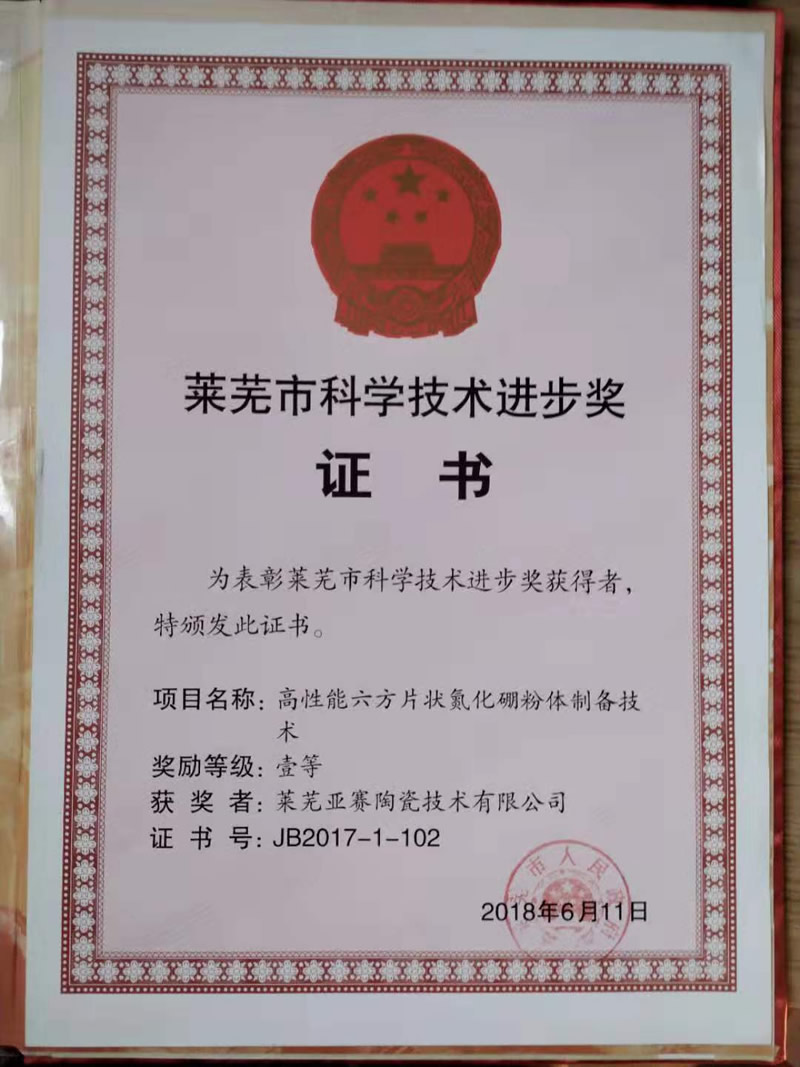 莱芜市科学技术进步奖
证 书
为表彰莱芜市科学技术进步奖获得者，
特颁发此证书。
项目名称：高性能六方片状氮化硼粉体制备技
术
奖励等级：壹等
获 奖 者：莱芜亚赛陶瓷技术有限公司
证 书 号：JB2017-1-102
市人民
2018年6月11日